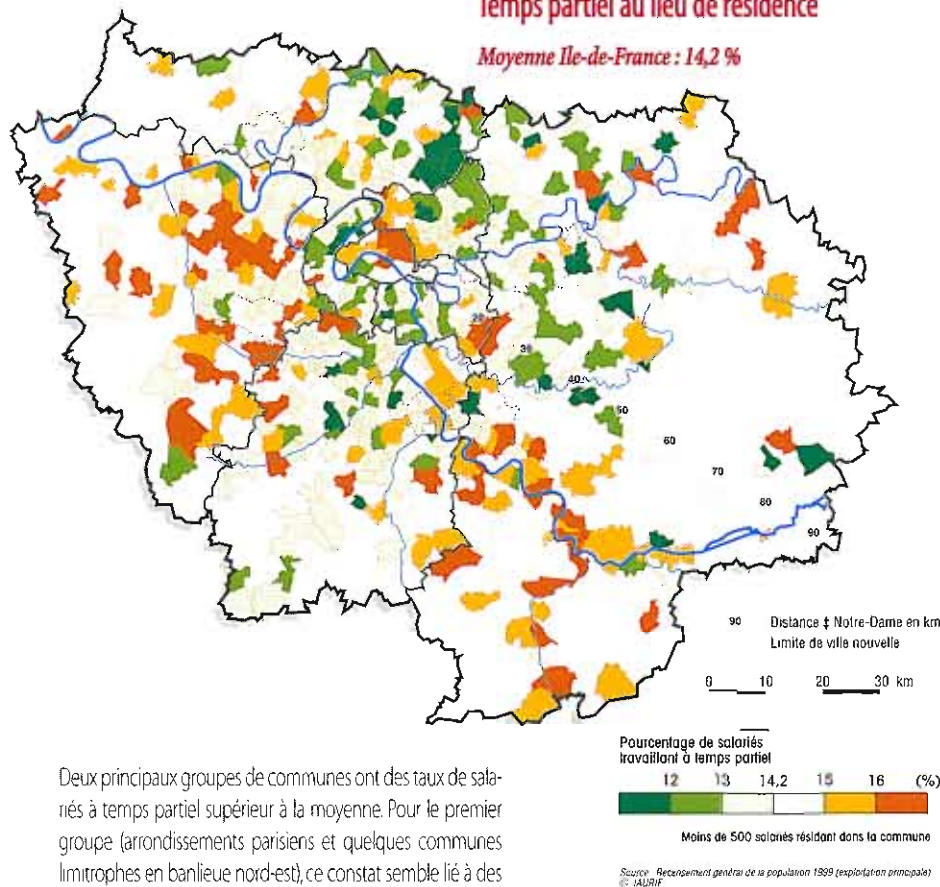 Temps partiel au lieu de résidence
Moyenne Ile-de-France : 14,2 %
20
30
40
50
60
70
80
90
90 Distance ‡ Notre-Dame en km
Limite de ville nouvelle
0 10 20 30 km
Pourcentage de salariés
travaillant à temps partiel
12 13 14,2 15 16 (%)
Moins de 500 salariés résidant dans la commune
Source : Recensement général de la population 1999 (exploitation principale)
© IAURIF
Deux principaux groupes de communes ont des taux de sala-
riés à temps partiel supérieur à la moyenne. Pour le premier
groupe (arrondissements parisiens et quelques communes
limitrophes en banlieue nord-est), ce constat semble lié à des